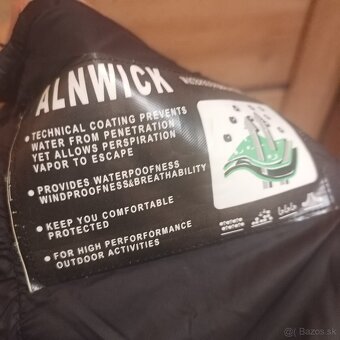 ALNWICK
• TECHNICAL COATING PREVENTS
WATER FROM PENETRATION
YET ALLOWS PERSPIRATION
VAPOR TO ESCAPE
• PROVIDES WATERPOOFNESS
WINDPROOFNESS&BREATHABILITY
• KEEP YOU COMFORTABLE
PROTECTED
• FOR HIGH PERPORFORMANCE
OUTDOOR ACTIVITIES
© Bazos.sk